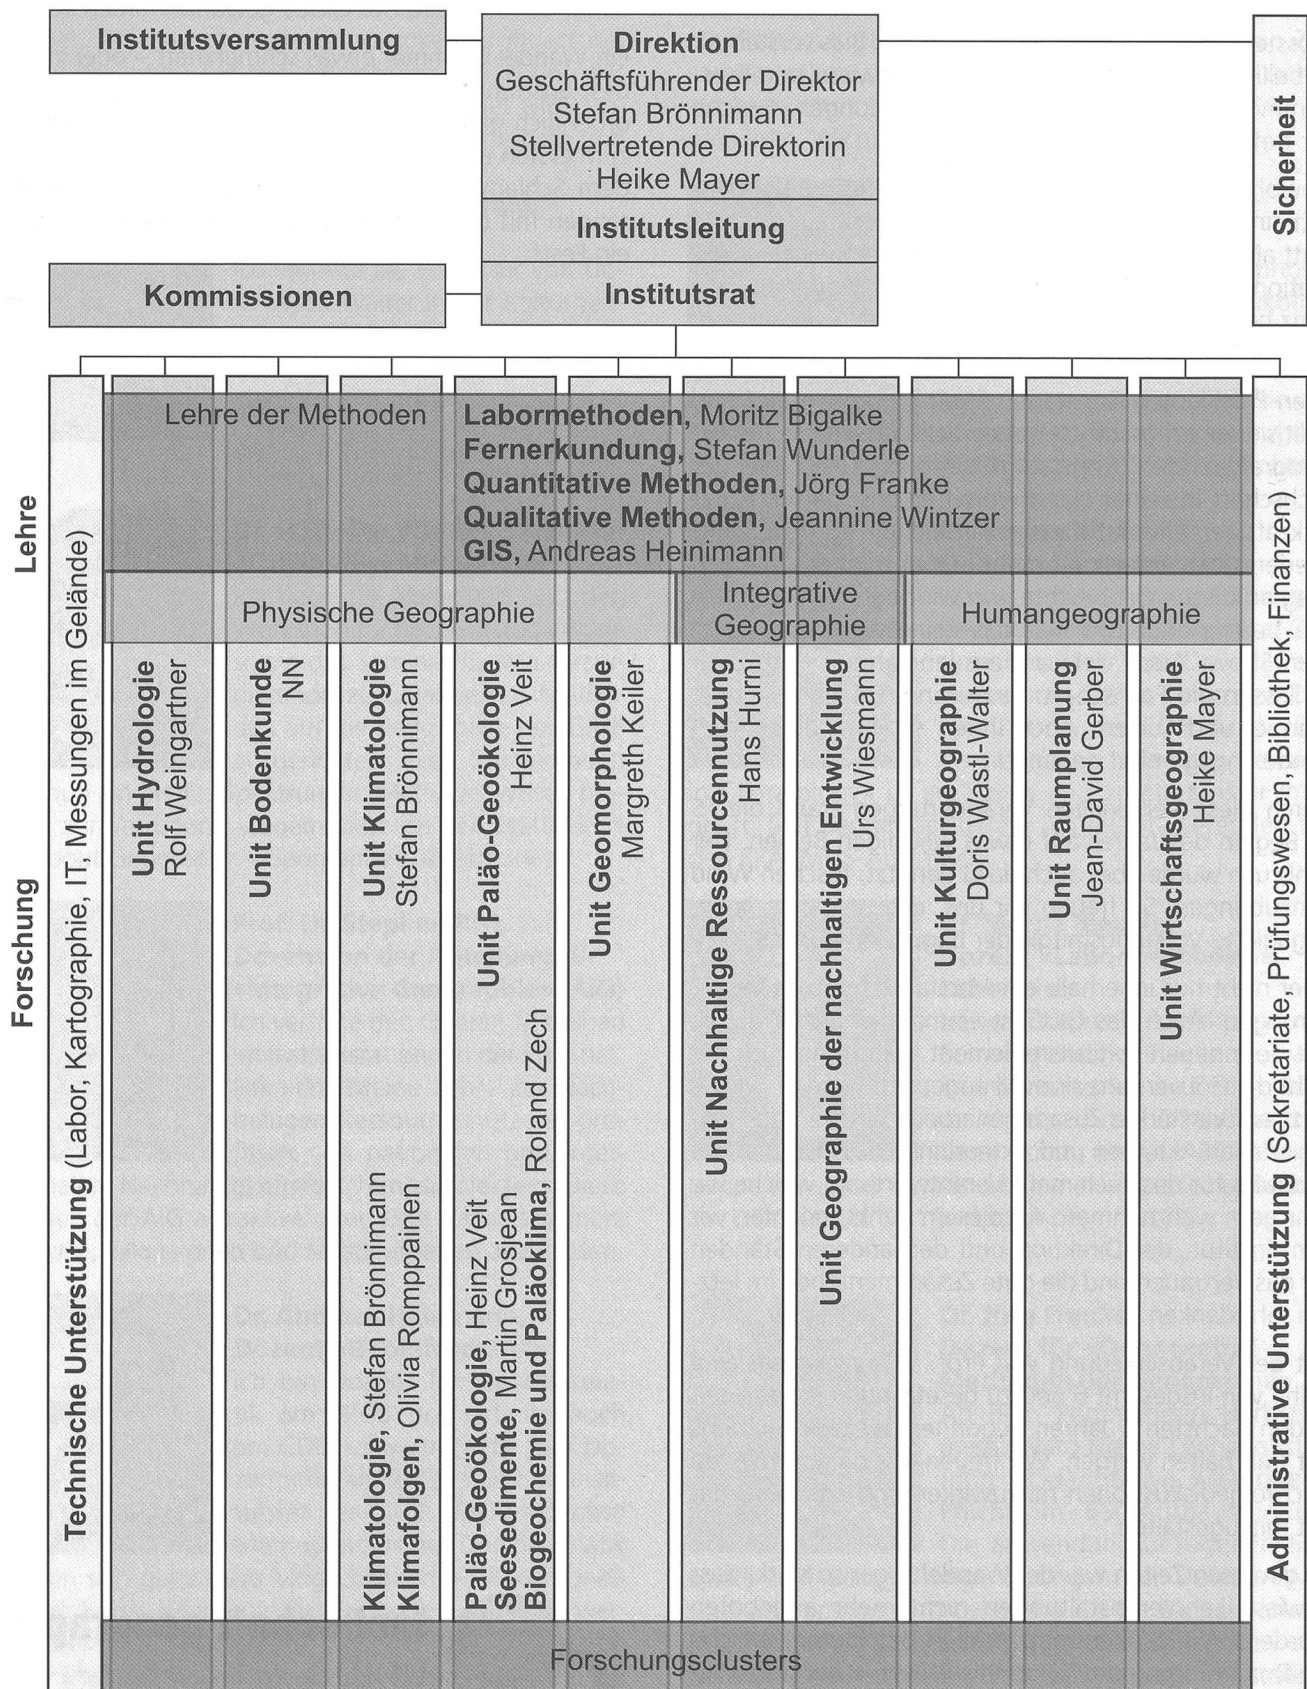 Institutsversammlung
Direktion
Geschäftsführender Direktor
Stefan Brönnimann
Stellvertretende Direktorin
Heike Mayer
Institutsleitung
Kommissionen
Institutsrat
Sicherheit
Lehre
Forschung
Technische Unterstützung (Labor, Kartographie, IT, Messungen im Gelände)
Lehre der Methoden
Labormethoden, Moritz Bigalke
Fernerkundung, Stefan Wunderle
Quantitative Methoden, Jörg Franke
Qualitative Methoden, Jeannine Wintzer
GIS, Andreas Heinimann
Physische Geographie
Integrative
Geographie
Humangeographie
Unit Hydrologie
Rolf Weingartner
Unit Bodenkunde
NN
Unit Klimatologie
Stefan Brönnimann
Klimatologie, Stefan Brönnimann
Klimafolgen, Olivia Romppainen
Unit Paläo-Geoökologie
Heinz Veit
Paläo-Geoökologie, Heinz Veit
Seesedimente, Martin Grosjean
Biogeochemie und Paläoklima, Roland Zech
Unit Geomorphologie
Margreth Keiler
Unit Nachhaltige Ressourcennutzung
Hans Hurni
Unit Geographie der nachhaltigen Entwicklung
Urs Wiesmann
Unit Kulturgeographie
Doris Wastl-Walter
Unit Raumplanung
Jean-David Gerber
Unit Wirtschaftsgeographie
Heike Mayer
Administrative Unterstützung (Sekretariate, Prüfungswesen, Bibliothek, Finanzen)
Forschungsclusters